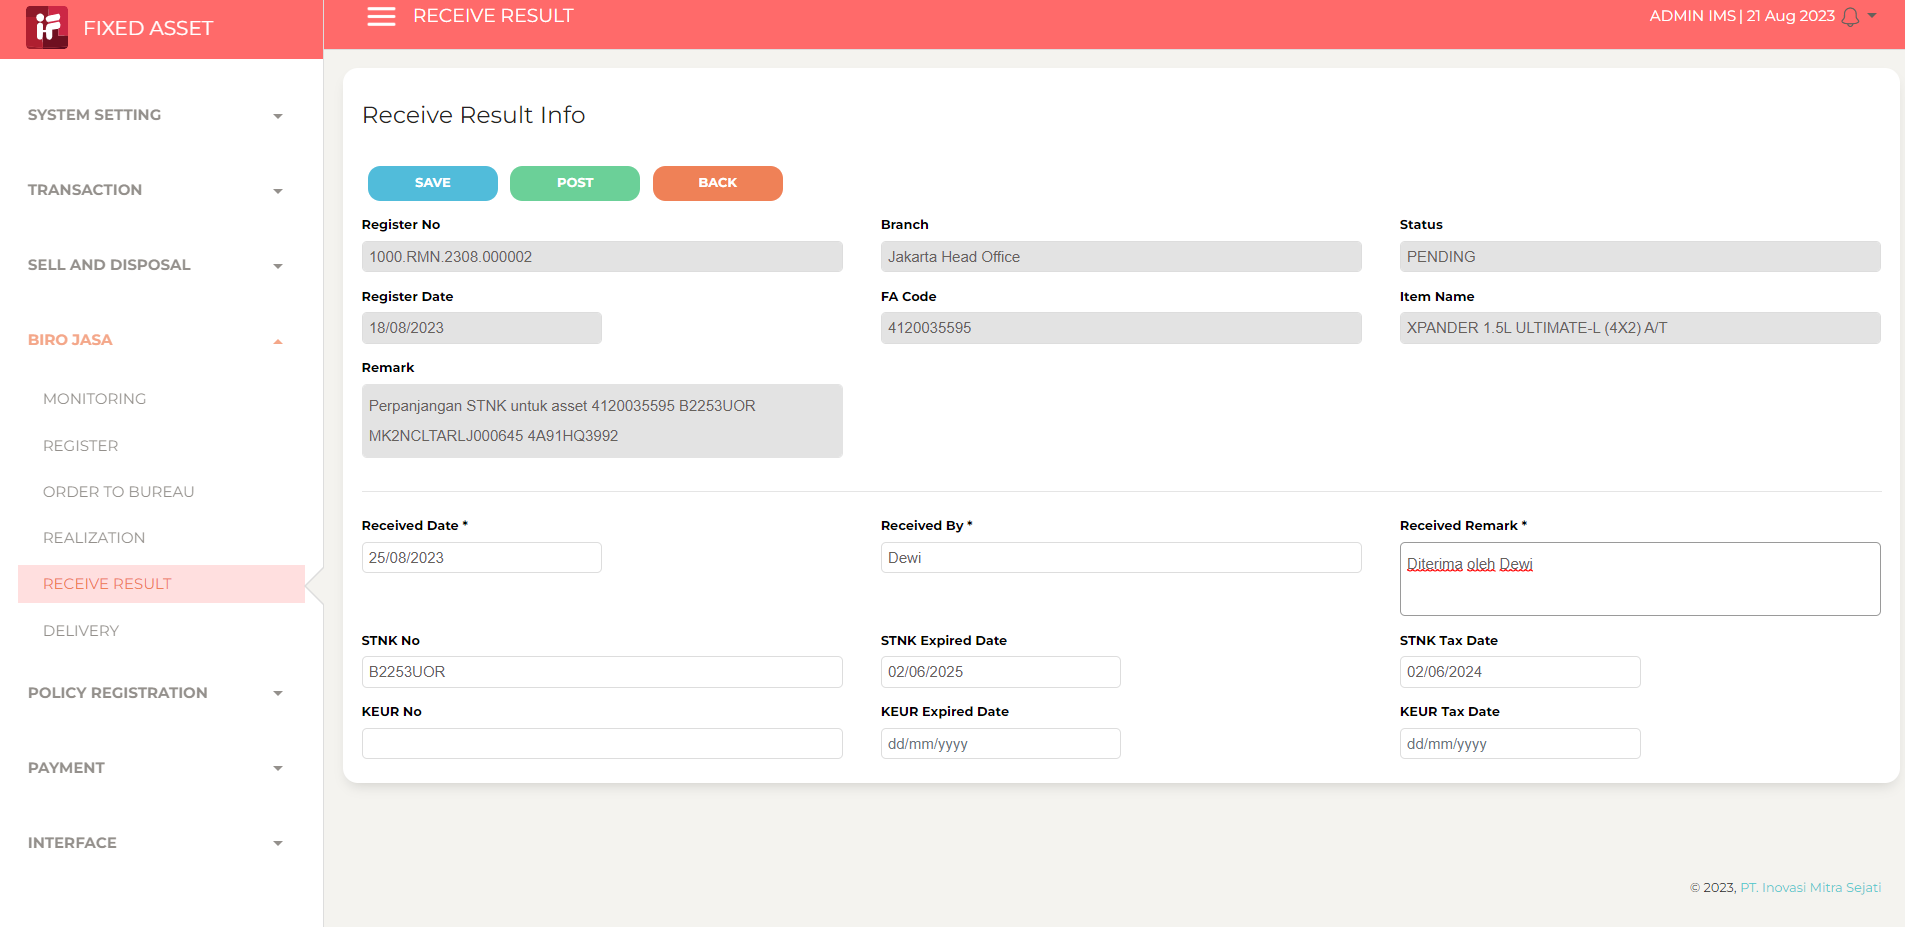 FIXED ASSET
RECEIVE RESULT
ADMIN IMS | 21 Aug 2023
SYSTEM SETTING
TRANSACTION
SELL AND DISPOSAL
BIRO JASA
MONITORING
REGISTER
ORDER TO BUREAU
REALIZATION
RECEIVE RESULT
DELIVERY
POLICY REGISTRATION
PAYMENT
INTERFACE
Receive Result Info
SAVE POST BACK
Register No Branch Status
1000.RMN.2308.000002 Jakarta Head Office PENDING
Register Date FA Code Item Name
18/08/2023 4120035595 XPANDER 1.5L ULTIMATE-L (4X2) A/T
Remark
Perpanjangan STNK untuk asset 4120035595 B2253UOR
MK2NCLTARLJ000645 4A91HQ3992
Received Date * Received By * Received Remark *
25/08/2023 Dewi Diterima oleh Dewi
STNK No STNK Expired Date STNK Tax Date
B2253UOR 02/06/2025 02/06/2024
KEUR No KEUR Expired Date KEUR Tax Date
dd/mm/yyyy dd/mm/yyyy
© 2023, PT. Inovasi Mitra Sejati